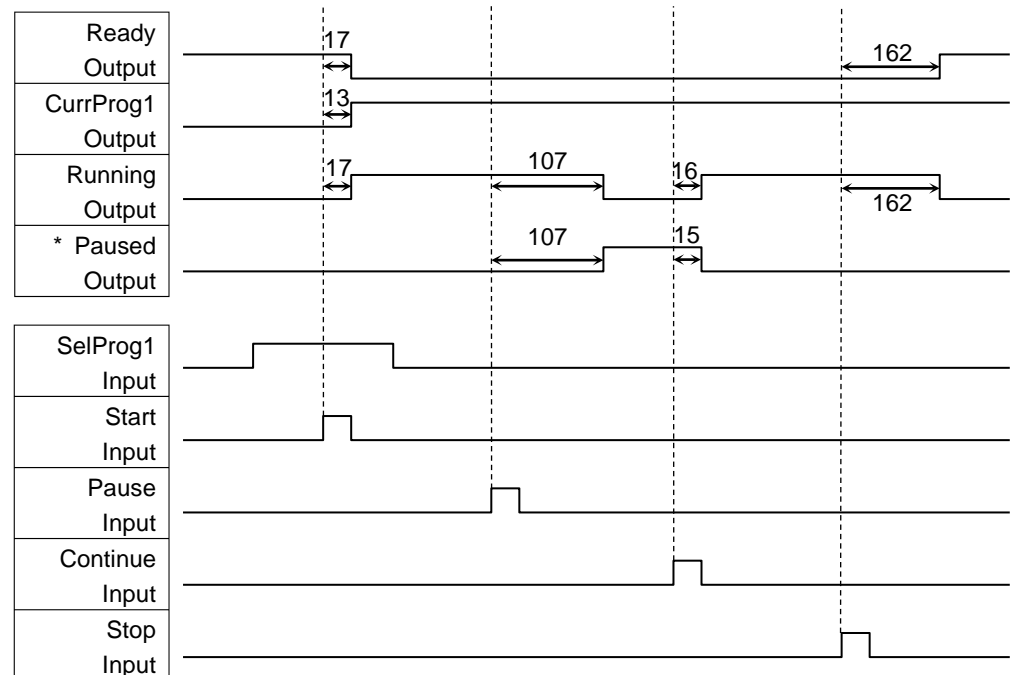 Ready
Output
17
162
CurrProg1
Output
13
Running
Output
17
107
16
162
* Paused
Output
107
15
SelProg1
Input
Start
Input
Pause
Input
Continue
Input
Stop
Input